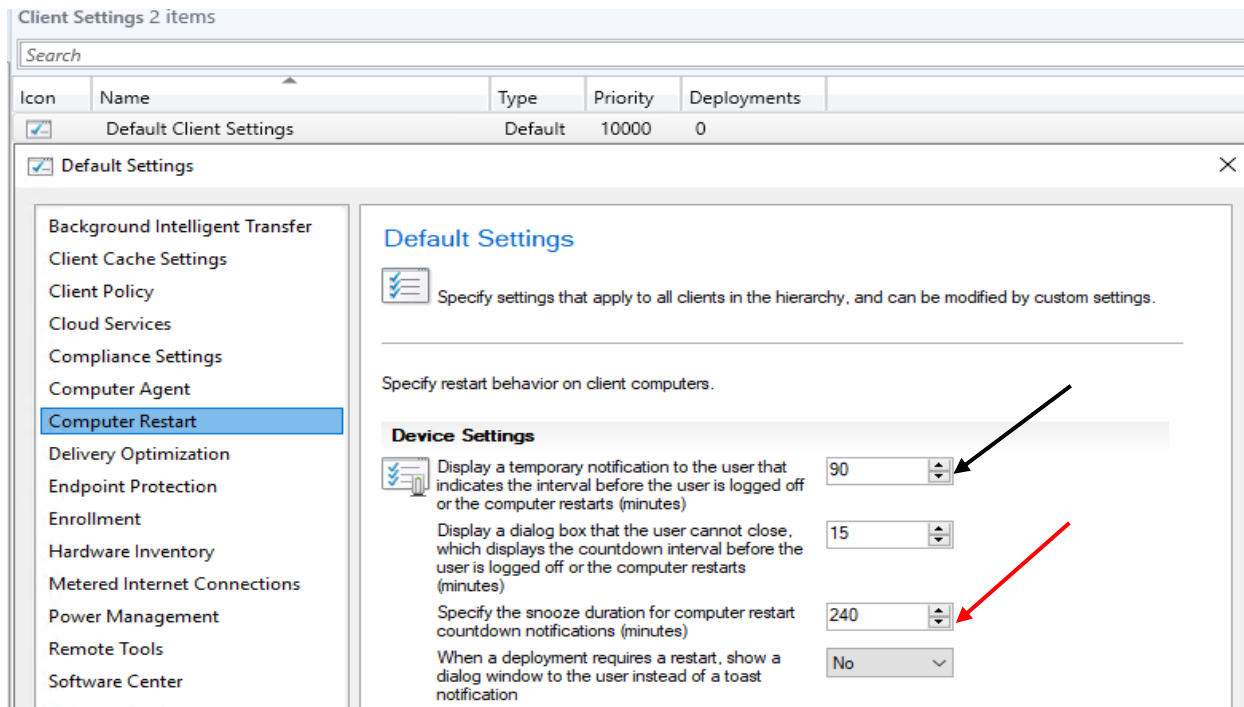 Client Settings 2 items
Search
Icon Name Type Priority Deployments
Default Client Settings Default 10000 0
Default Settings
Background Intelligent Transfer
Client Cache Settings
Client Policy
Cloud Services
Compliance Settings
Computer Agent
Computer Restart
Delivery Optimization
Endpoint Protection
Enrollment
Hardware Inventory
Metered Internet Connections
Power Management
Remote Tools
Software Center
Default Settings
Specify settings that apply to all clients in the hierarchy, and can be modified by custom settings.
Specify restart behavior on client computers.
Device Settings
Display a temporary notification to the user that
indicates the interval before the user is logged off
or the computer restarts (minutes)
90
Display a dialog box that the user cannot close,
which displays the countdown interval before the
user is logged off or the computer restarts
(minutes)
15
Specify the snooze duration for computer restart
countdown notifications (minutes)
240
When a deployment requires a restart, show a
dialog window to the user instead of a toast
notification
No